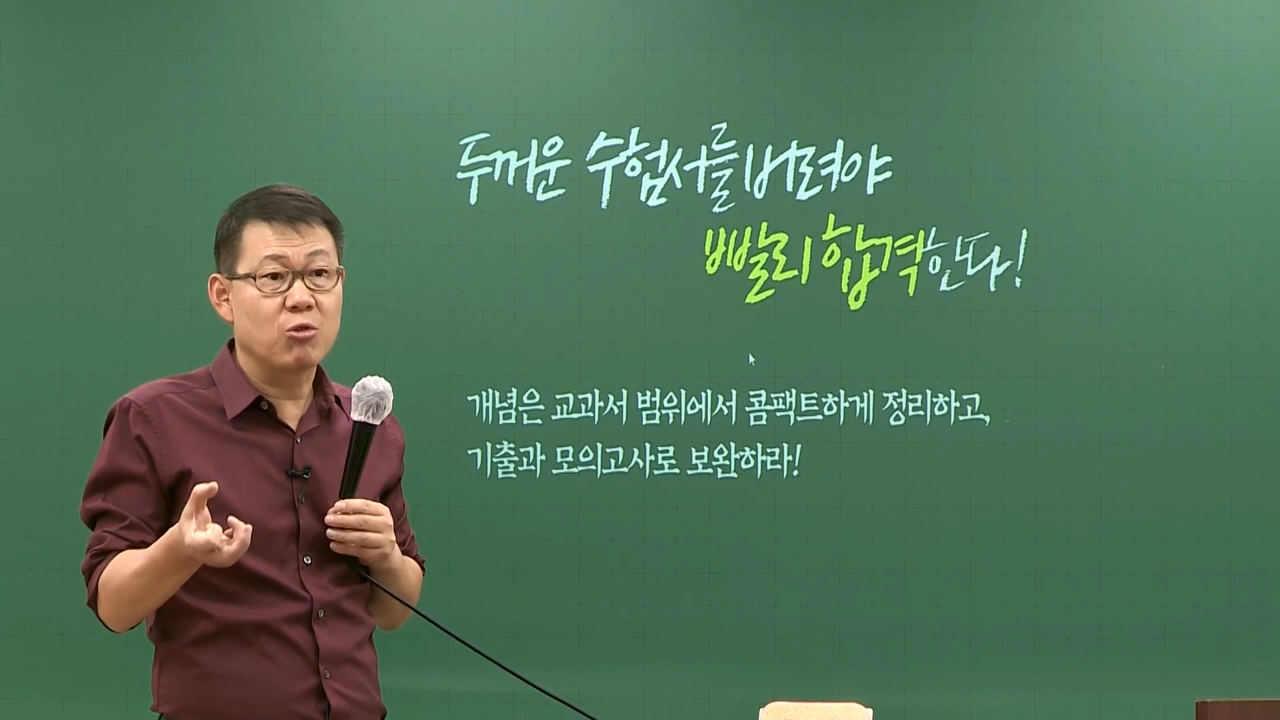 두꺼운 수험서를 버려야
빨리 합격한다!
개념은 교과서 범위에서 콤팩트하게 정리하고,
기출과 모의고사로 보완하라!